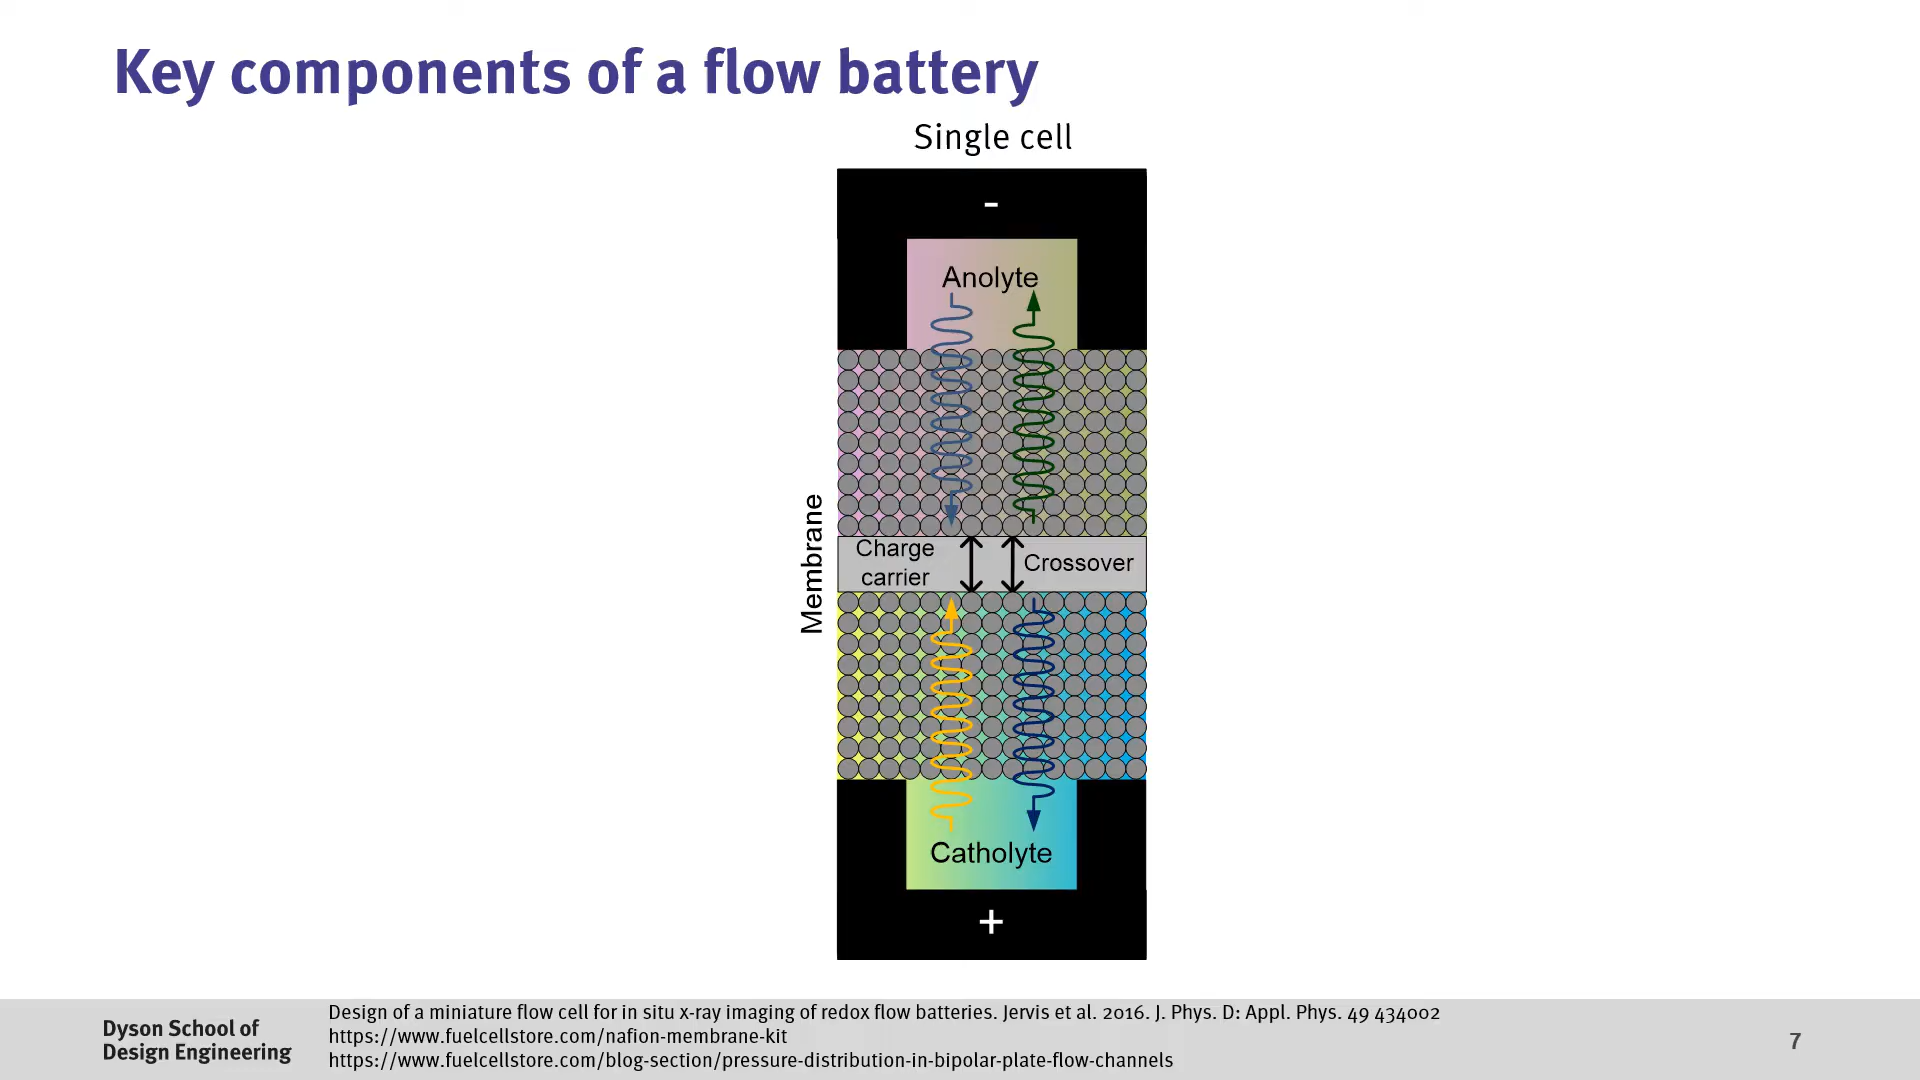 Key components of a flow battery
Single cell
-
Anolyte
Membrane
Charge
carrier
Crossover
Catholyte
+
Dyson School of
Design Engineering
Design of a miniature flow cell for in situ x-ray imaging of redox flow batteries. Jervis et al. 2016. J. Phys. D: Appl. Phys. 49 434002
https://www.fuelcellstore.com/nafion-membrane-kit
https://www.fuelcellstore.com/blog-section/pressure-distribution-in-bipolar-plate-flow-channels
7